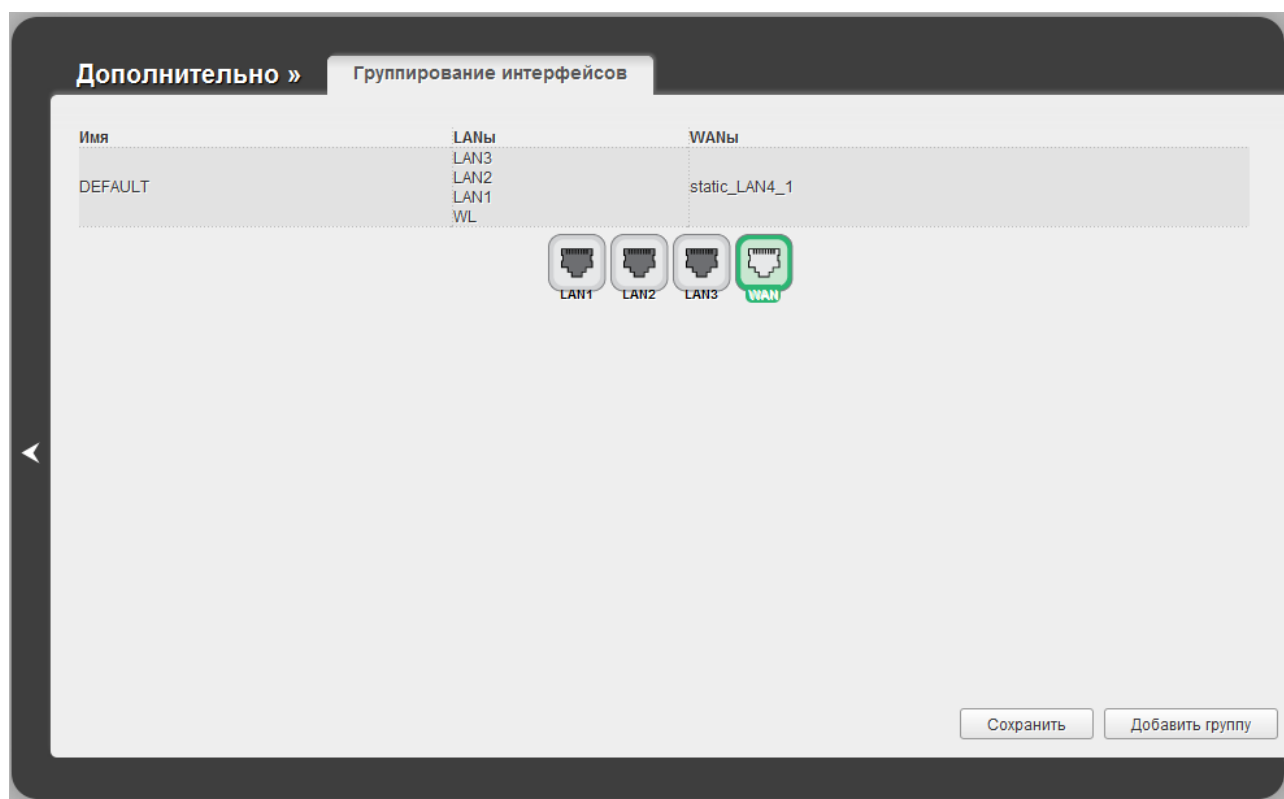 Дополнительно »
Группирование интерфейсов
Имя LANы WANы
DEFAULT
LAN3
LAN2
LAN1
WL
static_LAN4_1
LAN1 LAN2 LAN3 WAN
Сохранить Добавить группу